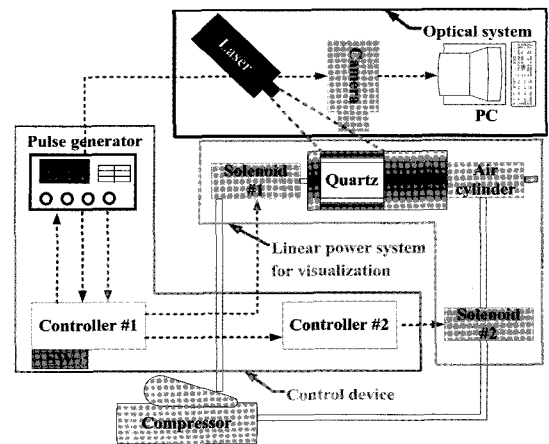 Optical system
Laser
Camera
PC
Pulse generator
Solenoid
#1
Quartz
Air
cylinder
Linear power system
for visualization
Controller #1
Controller #2
Solenoid
#2
Control device
Compressor